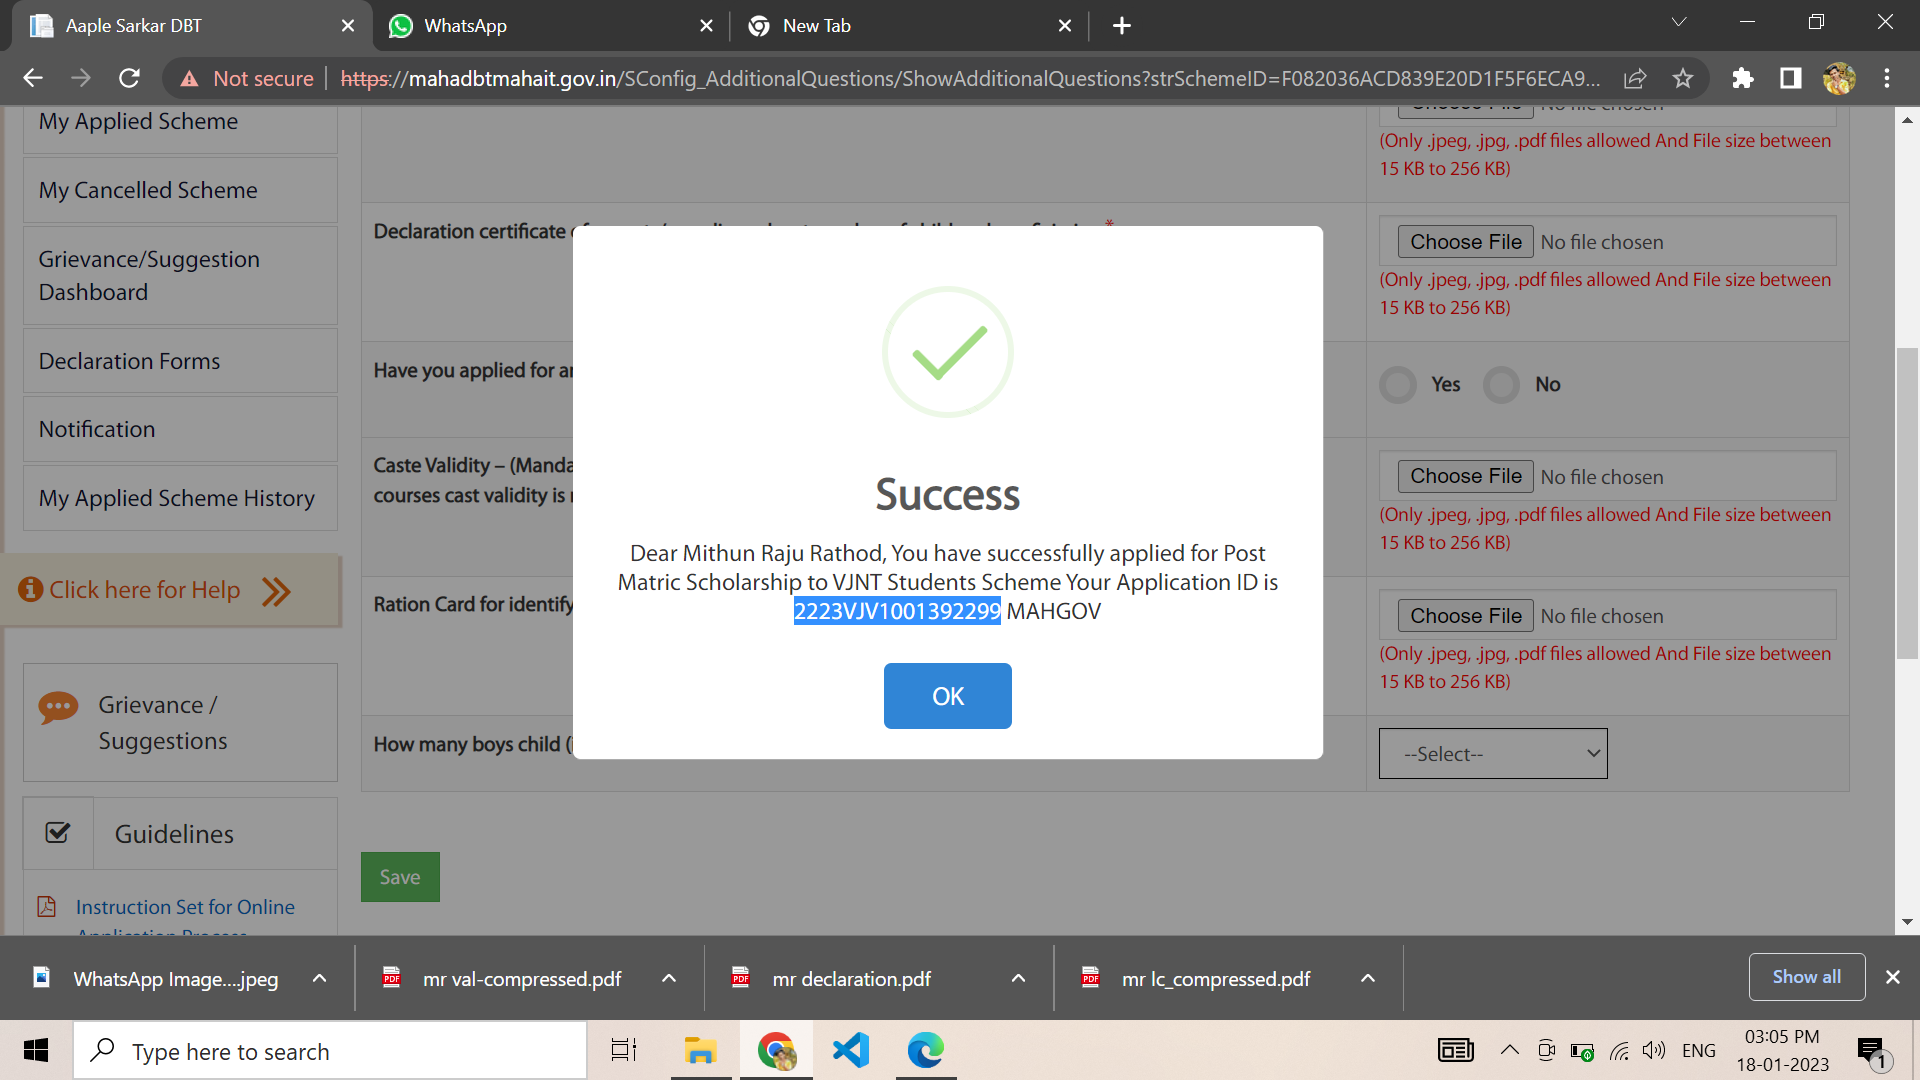 Aaple Sarkar DBT
WhatsApp
New Tab
Not secure
https://mahadbtmahait.gov.in/SConfig_AdditionalQuestions/ShowAdditionalQuestions?strSchemeID=F082036ACD839E20D1F5F6ECA9...
My Applied Scheme
My Cancelled Scheme
Grievance/Suggestion
Dashboard
Declaration Forms
Notification
My Applied Scheme History
Click here for Help
Grievance /
Suggestions
Guidelines
Instruction Set for Online
Application Process
(Only .jpeg, .jpg, .pdf files allowed And File size between
15 KB to 256 KB)
Declaration certificate
*
Choose File No file chosen
(Only .jpeg, .jpg, .pdf files allowed And File size between
15 KB to 256 KB)
Have you applied for
Yes No
Caste Validity – (Manda
courses cast validity is
Choose File No file chosen
(Only .jpeg, .jpg, .pdf files allowed And File size between
15 KB to 256 KB)
Ration Card for identify
Choose File No file chosen
(Only .jpeg, .jpg, .pdf files allowed And File size between
15 KB to 256 KB)
How many boys child (
--Select--
Save
Success
Dear Mithun Raju Rathod, You have successfully applied for Post
Matric Scholarship to VJNT Students Scheme Your Application ID is
2223VJV1001392299 MAHGOV
OK
WhatsApp Image....jpeg
mr val-compressed.pdf
mr declaration.pdf
mr lc_compressed.pdf
Show all
Type here to search
ENG
03:05 PM
18-01-2023
1